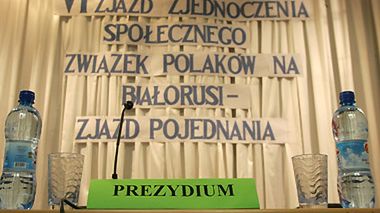 VI ZJAZD ZJEDNOCZENIA
SPOŁECZNEGO
ZWIĄZEK POLAKÓW NA
BIAŁORUSI-
ZJAZD POJEDNANIA
PREZYDIUM